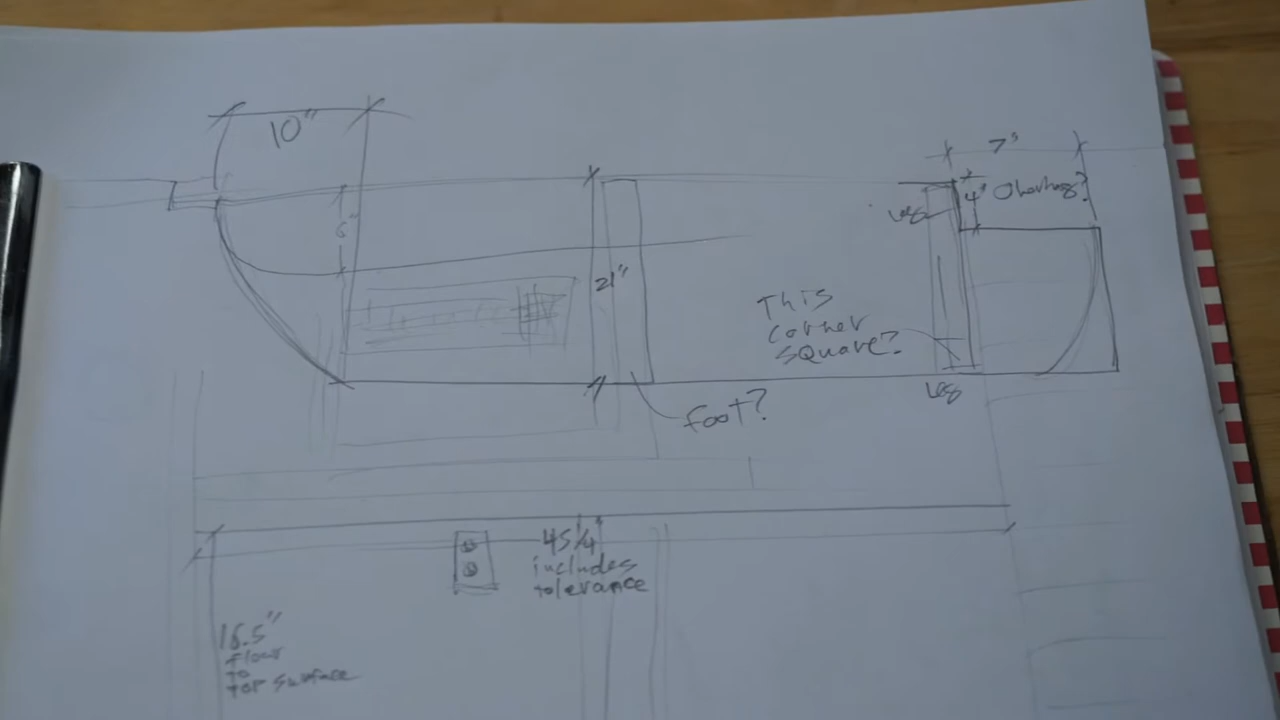 10"
7"
4"
Overhang?
Leg
6"
21"
This
corner
square?
Leg
foot?
45 1/4
includes
tolerance
16.5"
floor
to
top surface